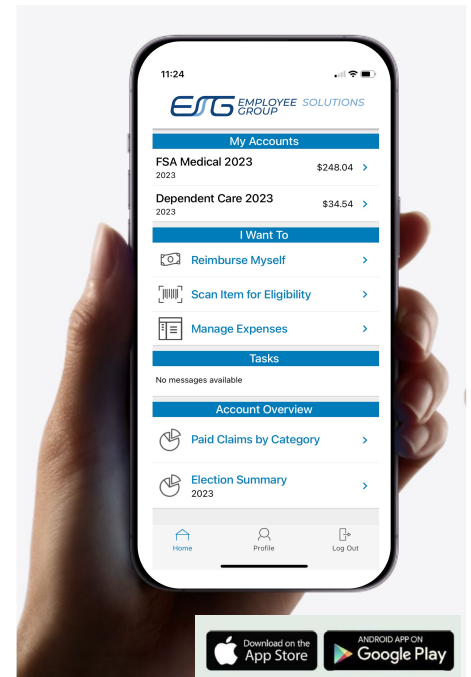 11:24
ESG EMPLOYEE SOLUTIONS
GROUP
My Accounts
FSA Medical 2023
2023
$248.04
Dependent Care 2023
2023
$34.54
I Want To
Reimburse Myself
Scan Item for Eligibility
Manage Expenses
Tasks
No messages available
Account Overview
Paid Claims by Category
Election Summary
2023
Home
Profile
Log Out
Download on the
App Store
ANDROID APP ON
Google Play